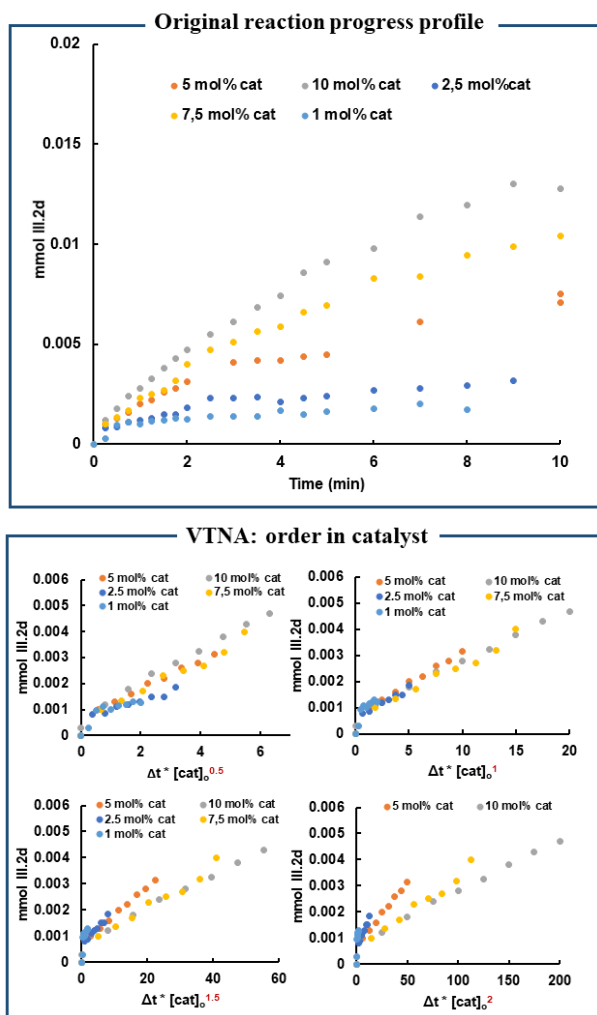 Original reaction progress profile
0.02
0.015
0.01
0.005
0
mmol III.2d
5 mol% cat
10 mol% cat
2,5 mol%cat
7,5 mol% cat
1 mol% cat
0 2 4 6 8 10
Time (min)
VTNA: order in catalyst
0.006
0.005
0.004
0.003
0.002
0.001
0.000
mmol III.2d
5 mol% cat
10 mol% cat
2.5 mol% cat
7,5 mol% cat
1 mol% cat
0 2 4 6
Δt * [cat]o0.5
0.006
0.005
0.004
0.003
0.002
0.001
0.000
mmol III.2d
5 mol% cat
10 mol% cat
2.5 mol% cat
7,5 mol% cat
1 mol% cat
0 5 10 15 20
Δt * [cat]o1
0.006
0.005
0.004
0.003
0.002
0.001
0.000
mmol III.2d
5 mol% cat
10 mol% cat
2.5 mol% cat
7,5 mol% cat
1 mol% cat
0 20 40 60
Δt * [cat]o1.5
0.006
0.005
0.004
0.003
0.002
0.001
0.000
mmol III.2d
5 mol% cat
10 mol% cat
0 50 100 150 200
Δt * [cat]o2